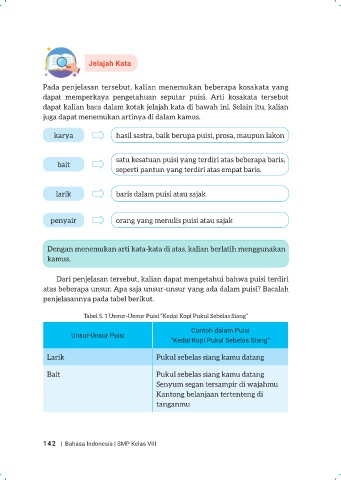 Jelajah Kata
Pada penjelasan tersebut, kalian menemukan beberapa kosakata yang
dapat memperkaya pengetahuan seputar puisi. Arti kosakata tersebut
dapat kalian baca dalam kotak jelajah kata di bawah ini. Selain itu, kalian
juga dapat menemukan artinya di dalam kamus.
karya
hasil sastra, baik berupa puisi, prosa, maupun lakon
bait
satu kesatuan puisi yang terdiri atas beberapa baris,
seperti pantun yang terdiri atas empat baris.
larik
baris dalam puisi atau sajak
penyair
orang yang menulis puisi atau sajak
Dengan menemukan arti kata-kata di atas, kalian berlatih menggunakan
kamus.
Dari penjelasan tersebut, kalian dapat mengetahui bahwa puisi terdiri
atas beberapa unsur. Apa saja unsur-unsur yang ada dalam puisi? Bacalah
penjelasannya pada tabel berikut.
Tabel 5. 1 Unsur-Unsur Puisi "Kedai Kopi Pukul Sebelas Siang"
Unsur-Unsur Puisi
Contoh dalam Puisi
"Kedai Kopi Pukul Sebelas Siang"
Larik
Pukul sebelas siang kamu datang
Bait
Pukul sebelas siang kamu datang
Senyum segan tersampir di wajahmu
Kantong belanjaan tertenteng di
tanganmu
142 | Bahasa Indonesia | SMP Kelas VIII